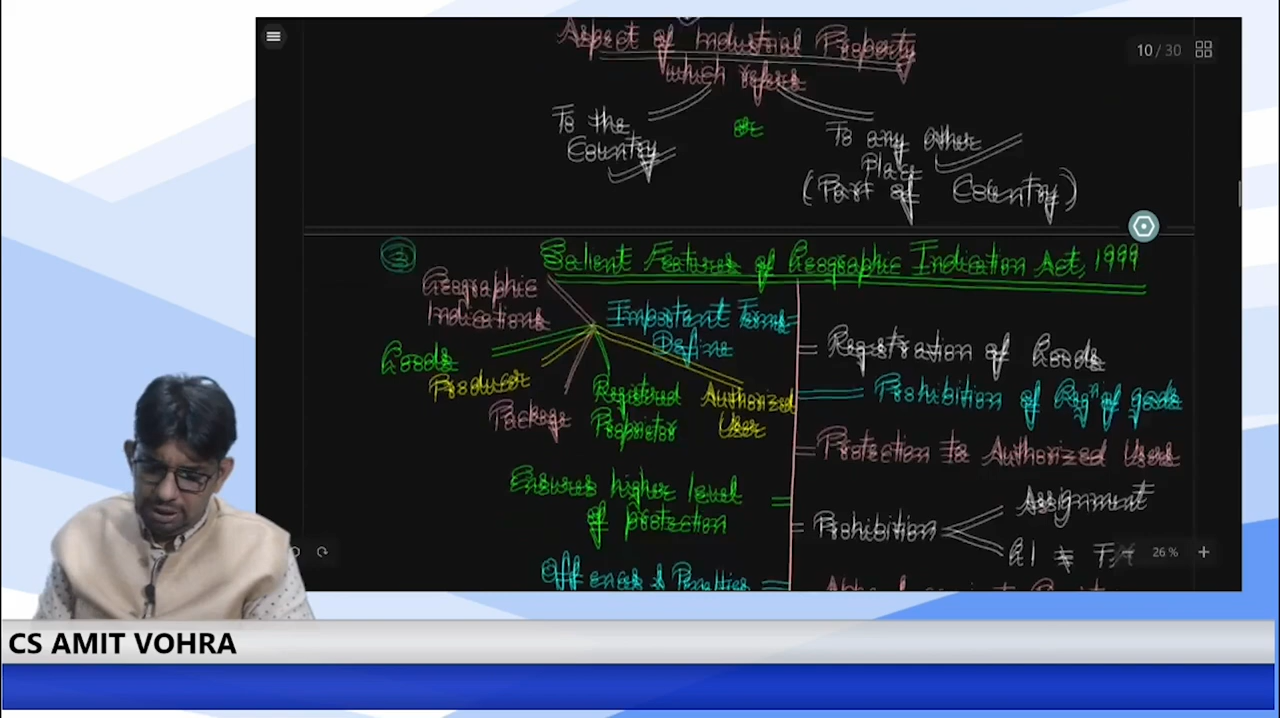 Aspect of Industrial Property
which refers
To the
Country
or
To any Other
Place
(Part of Country)
10 / 30
3
Salient Features of Geographic Indication Act, 1999
Geographic
Indications
Important Terms
Define
Goods
Producer
Package
Registered
Proprietor
Authorized
User
Ensures higher level
of protection
Offences & Penalties
Registration of Goods
Prohibition of Regn of goods
Protection to Authorized Users
Prohibition
Assignment
GI ≠ TM
26 %
CS AMIT VOHRA